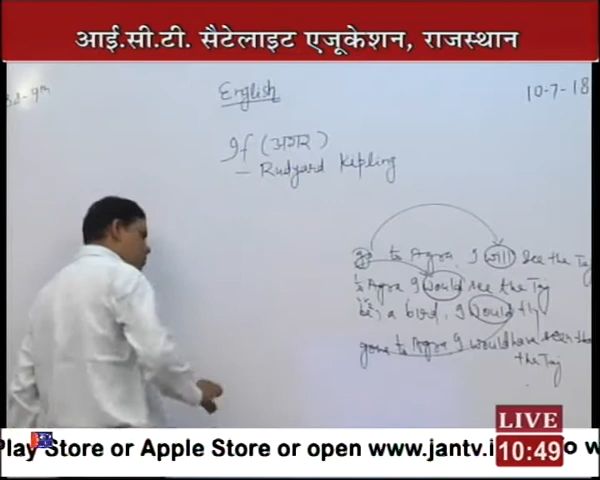 आई.सी.टी. सैटेलाइट एजूकेशन, राजस्थान
English
10-7-18
If (अगर)
– Rudyard Kipling
go to Agra, I will see the Taj
to Agra I would see the Taj
be, a bird, I would
gone to Agra I would have seen
the Taj
LIVE
10:49
Play Store or Apple Store or open www.jantv.i